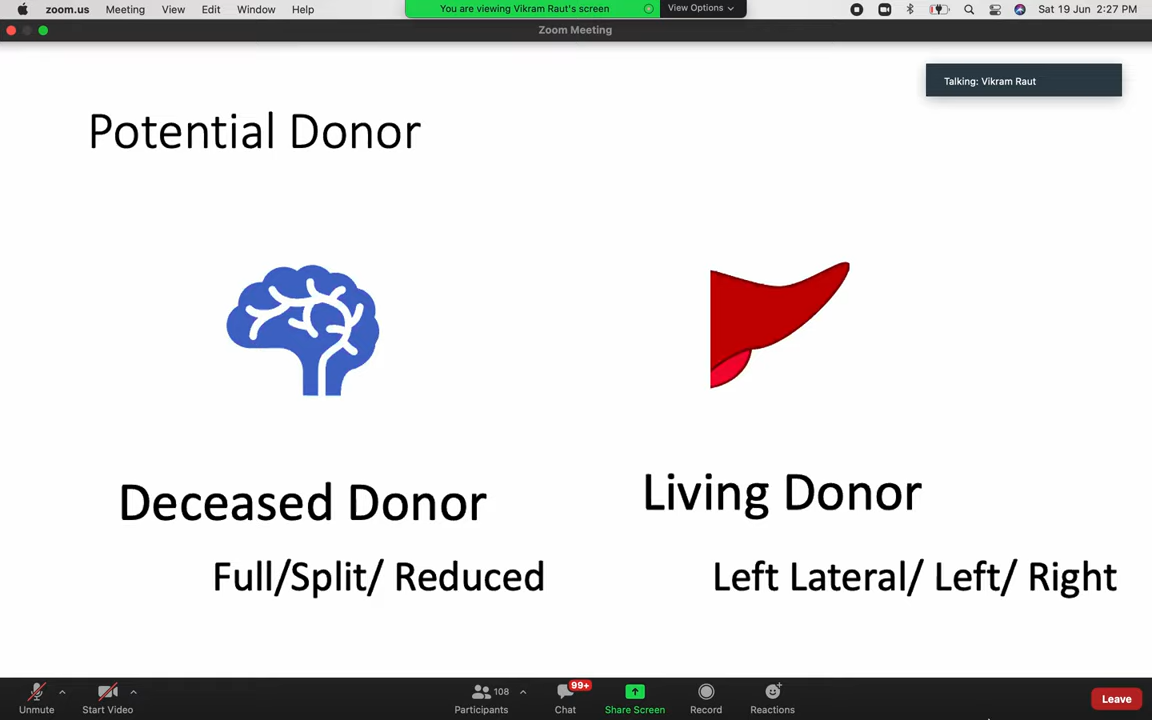 zoom.us Meeting View Edit Window Help You are viewing Vikram Raut's screen View Options Sat 19 Jun 2:27 PM
Zoom Meeting
Talking: Vikram Raut
Potential Donor
Deceased Donor
Full/Split/ Reduced
Living Donor
Left Lateral/ Left/ Right
Unmute Start Video Participants 108 Chat 99+ Share Screen Record Reactions Leave